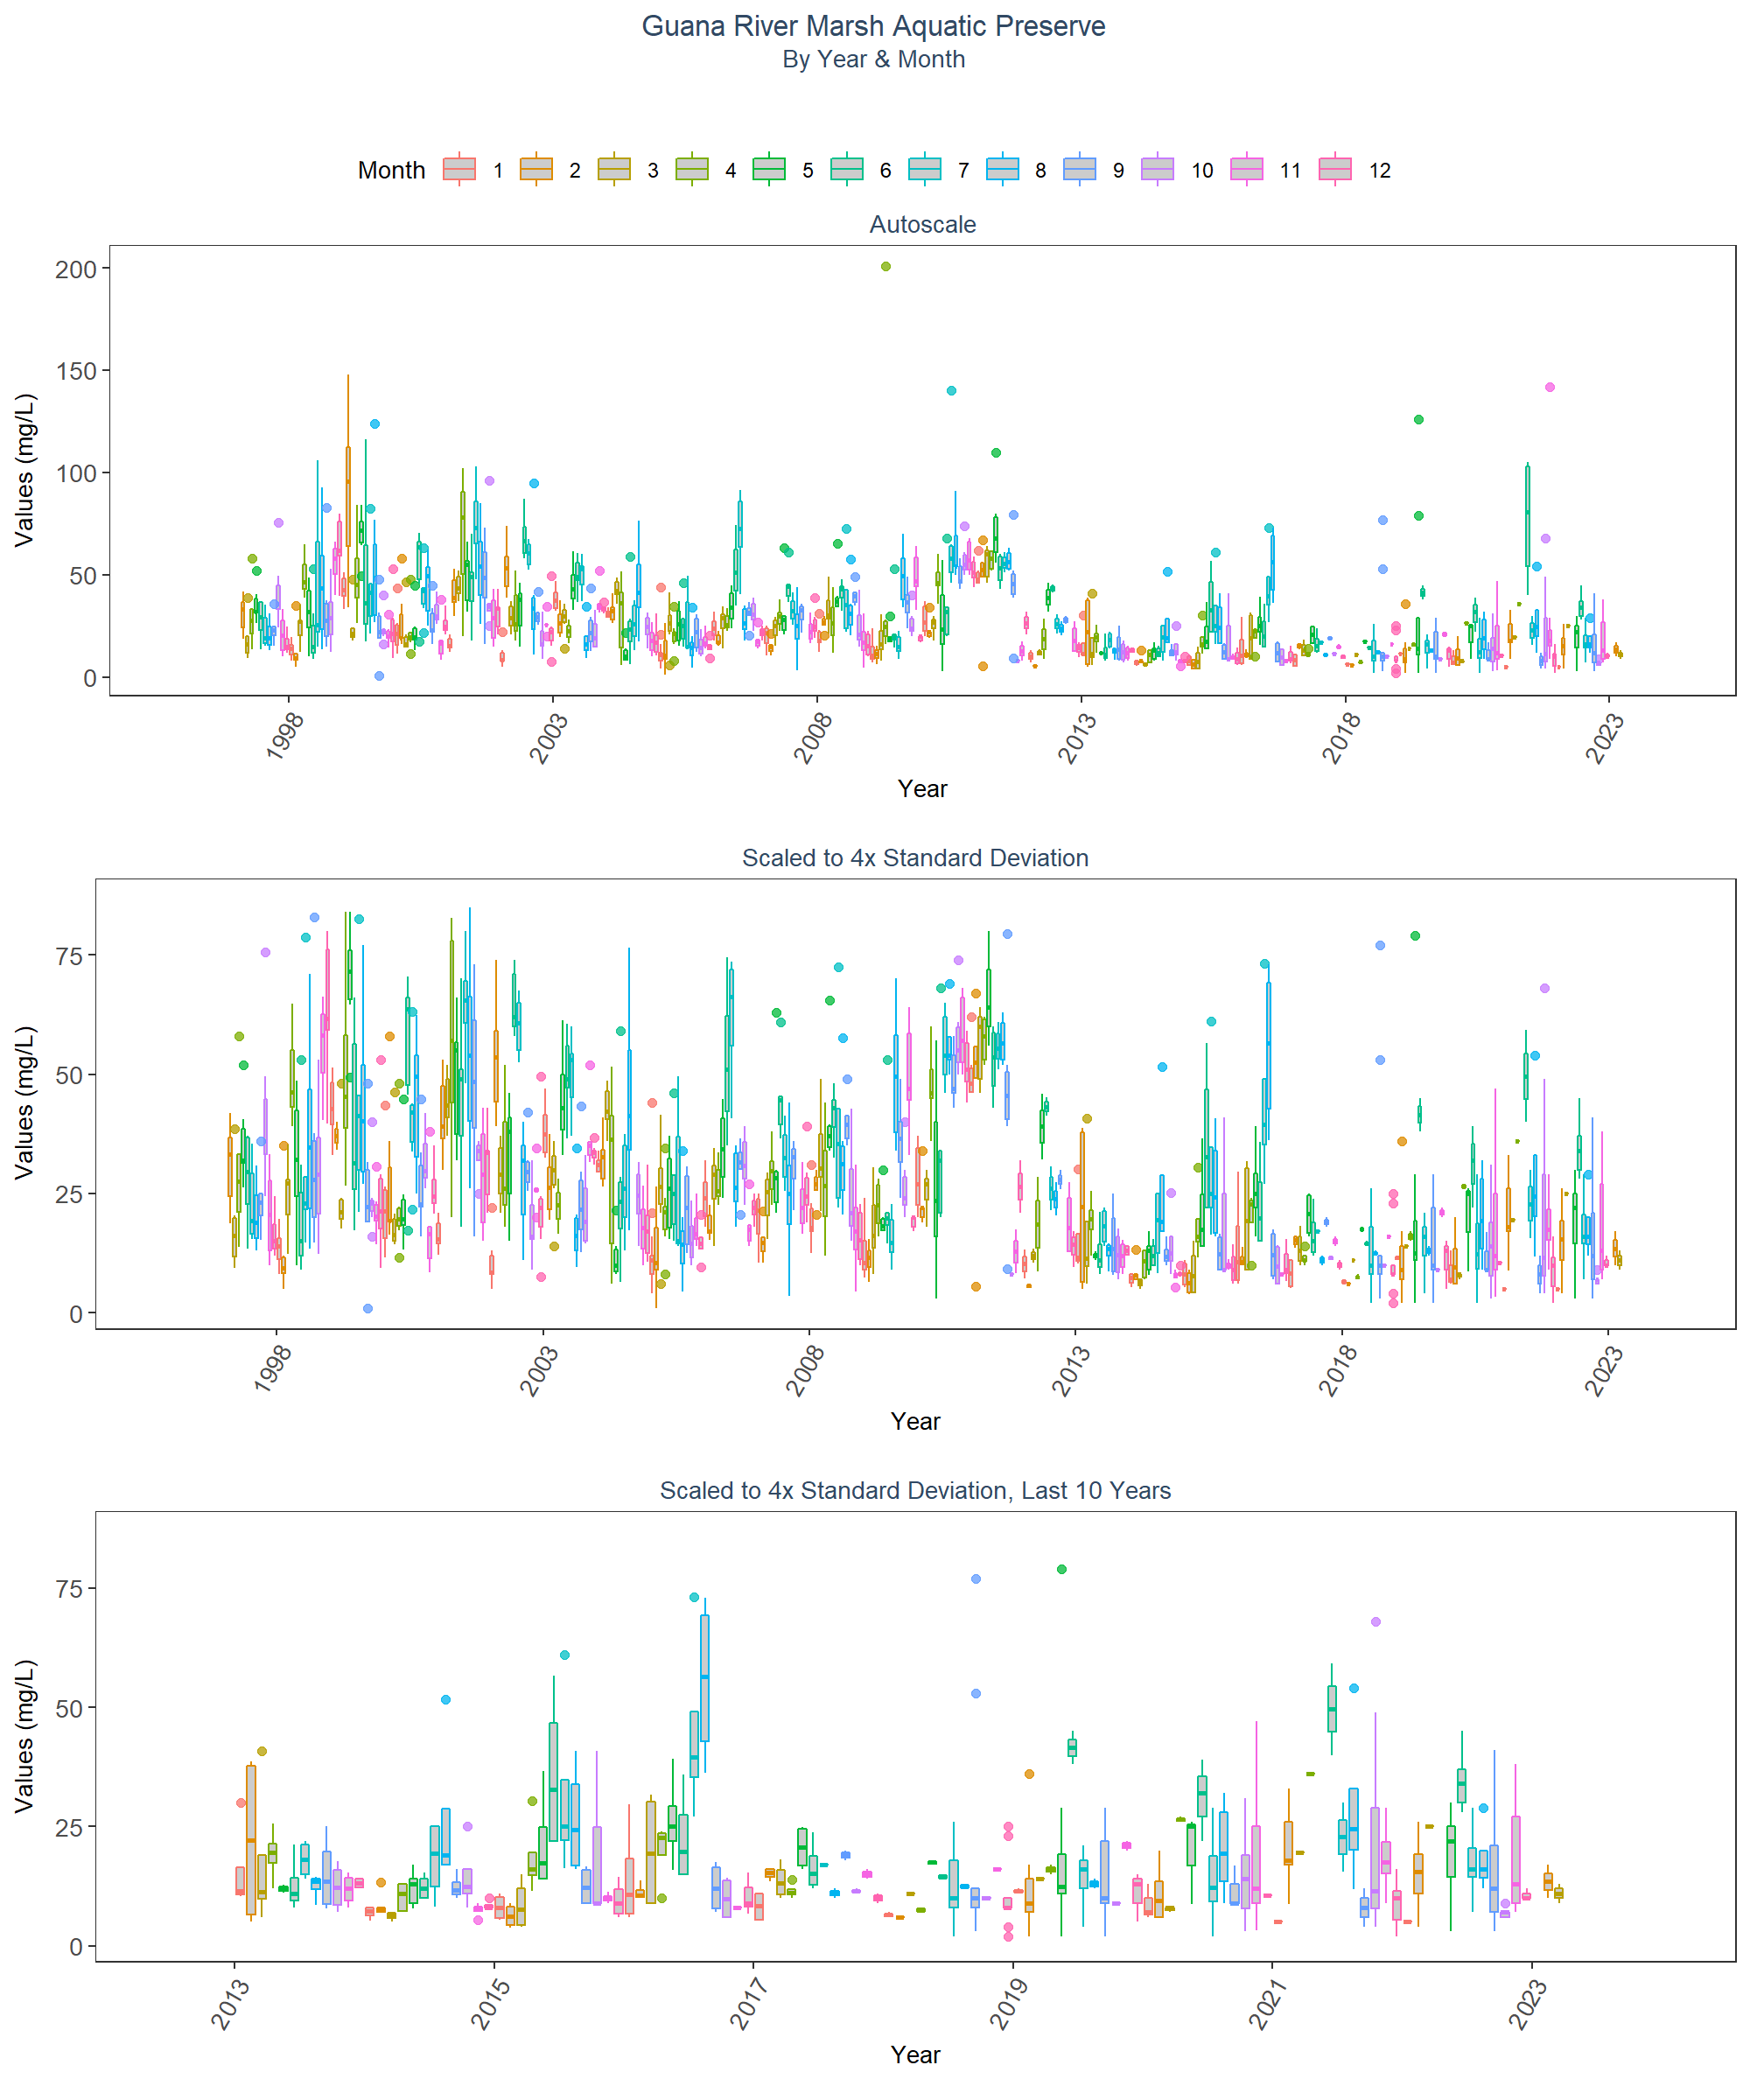 Guana River Marsh Aquatic Preserve
By Year & Month
Month 1 2 3 4 5 6 7 8 9 10 11 12
Autoscale
Values (mg/L)
200
150
100
50
0
1998 2003 2008 2013 2018 2023
Year
Scaled to 4x Standard Deviation
Values (mg/L)
75
50
25
0
1998 2003 2008 2013 2018 2023
Year
Scaled to 4x Standard Deviation, Last 10 Years
Values (mg/L)
75
50
25
0
2013 2015 2017 2019 2021 2023
Year